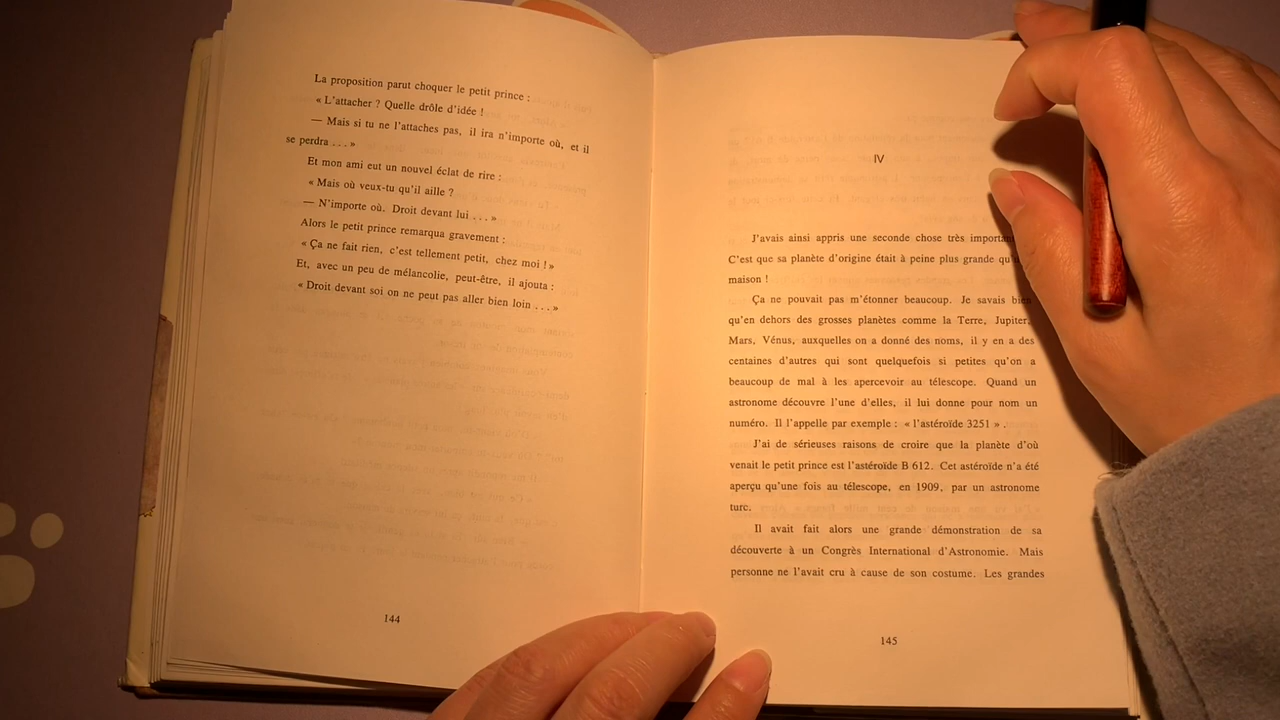 La proposition parut choquer le petit prince :
« L'attacher ? Quelle drôle d'idée !
— Mais si tu ne l'attaches pas, il ira n'importe où, et il
se perdra . . . »
Et mon ami eut un nouvel éclat de rire :
« Mais où veux-tu qu'il aille ?
— N'importe où. Droit devant lui . . . »
Alors le petit prince remarqua gravement :
« Ça ne fait rien, c'est tellement petit, chez moi ! »
Et, avec un peu de mélancolie, peut-être, il ajouta :
« Droit devant soi on ne peut pas aller bien loin . . . »
144
IV
J'avais ainsi appris une seconde chose très
C'est que sa planète d'origine était à peine plus grande
maison !
Ça ne pouvait pas m'étonner beaucoup. Je savais bien
qu'en dehors des grosses planètes comme la Terre, Jupiter,
Mars, Vénus, auxquelles on a donné des noms, il y en a des
centaines d'autres qui sont quelquefois si petites qu'on a
beaucoup de mal à les apercevoir au télescope. Quand un
astronome découvre l'une d'elles, il lui donne pour nom un
numéro. Il l'appelle par exemple : « l'astéroïde 3251 » .
J'ai de sérieuses raisons de croire que la planète d'où
venait le petit prince est l'astéroïde B 612. Cet astéroïde n'a été
aperçu qu'une fois au télescope, en 1909, par un astronome
turc.
Il avait fait alors une grande démonstration de sa
découverte à un Congrès International d'Astronomie. Mais
personne ne l'avait cru à cause de son costume. Les grandes
145